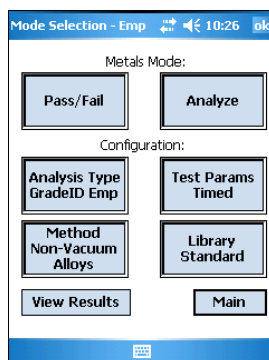 Mode Selection - Emp 10:26 ok
Metals Mode:
Pass/Fail Analyze
Configuration:
Analysis Type
GradeID Emp
Test Params
Timed
Method
Non-Vacuum
Alloys
Library
Standard
View Results Main